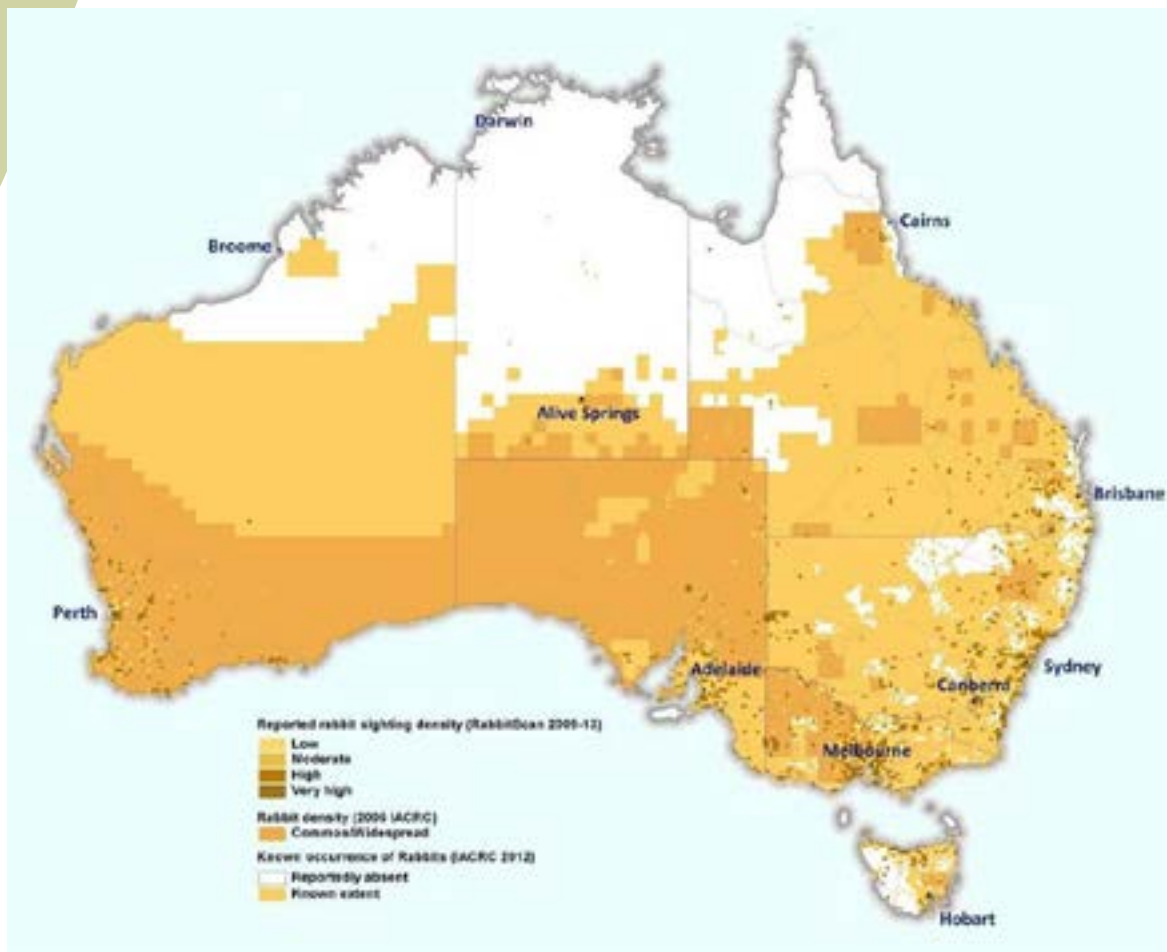 Darwin
Cairns
Broome
Alive Springs
Brisbane
Perth
Adelaide
Sydney
Canberra
Melbourne
Reported rabbit sighting density (RabbitScan 2009-13)
Low
Moderate
High
Very high
Rabbit density (2006 IACRC)
Common/Widespread
Known occurrence of Rabbits (IACRC 2012)
Reportedly absent
Known extent
Hobart